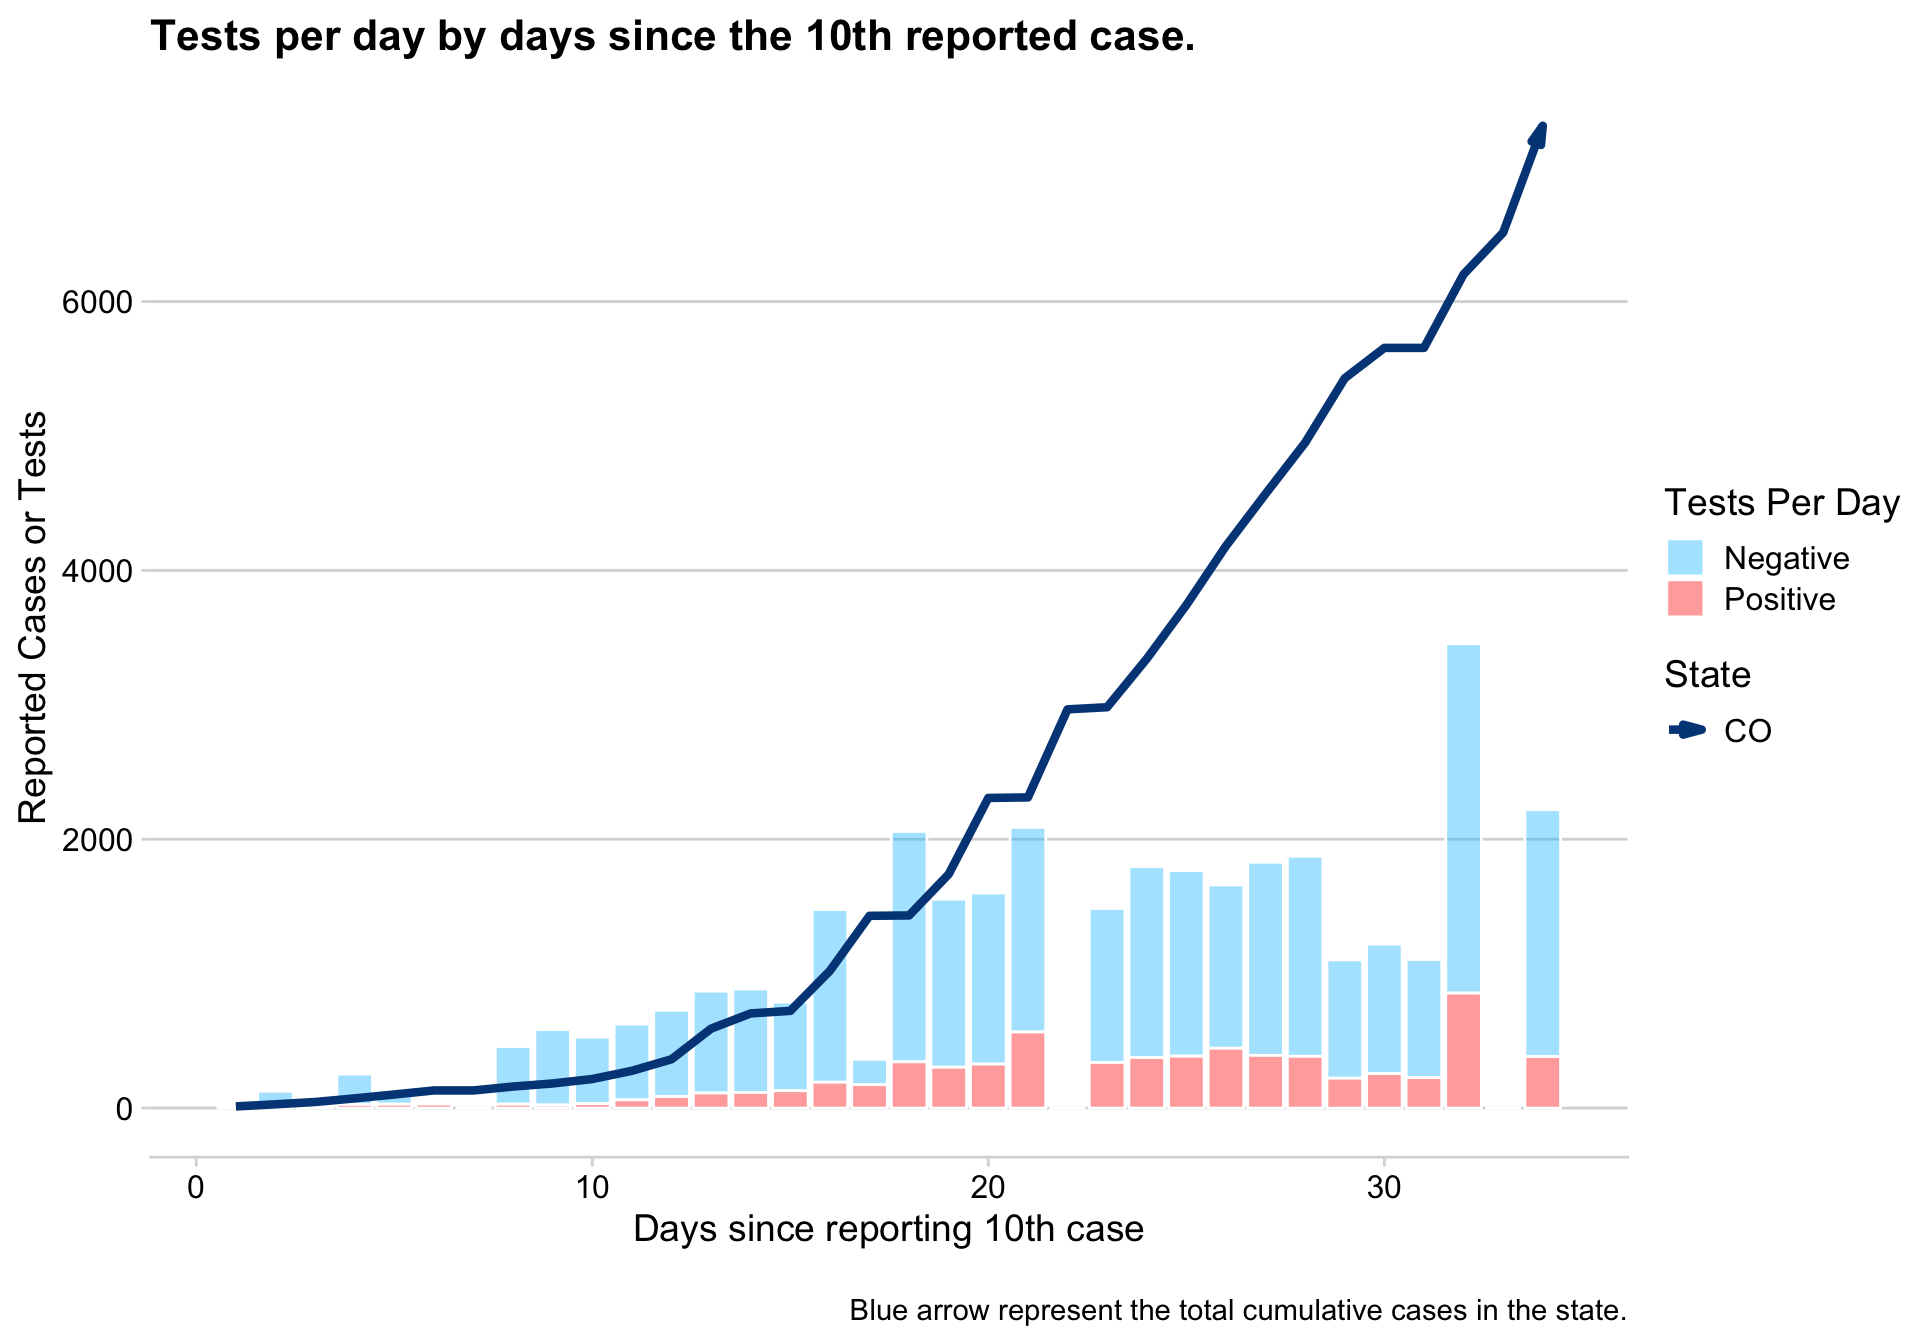 Tests per day by days since the 10th reported case.
Reported Cases or Tests
6000
4000
2000
0
0
10
20
30
Days since reporting 10th case
Tests Per Day
Negative
Positive
State
CO
Blue arrow represent the total cumulative cases in the state.